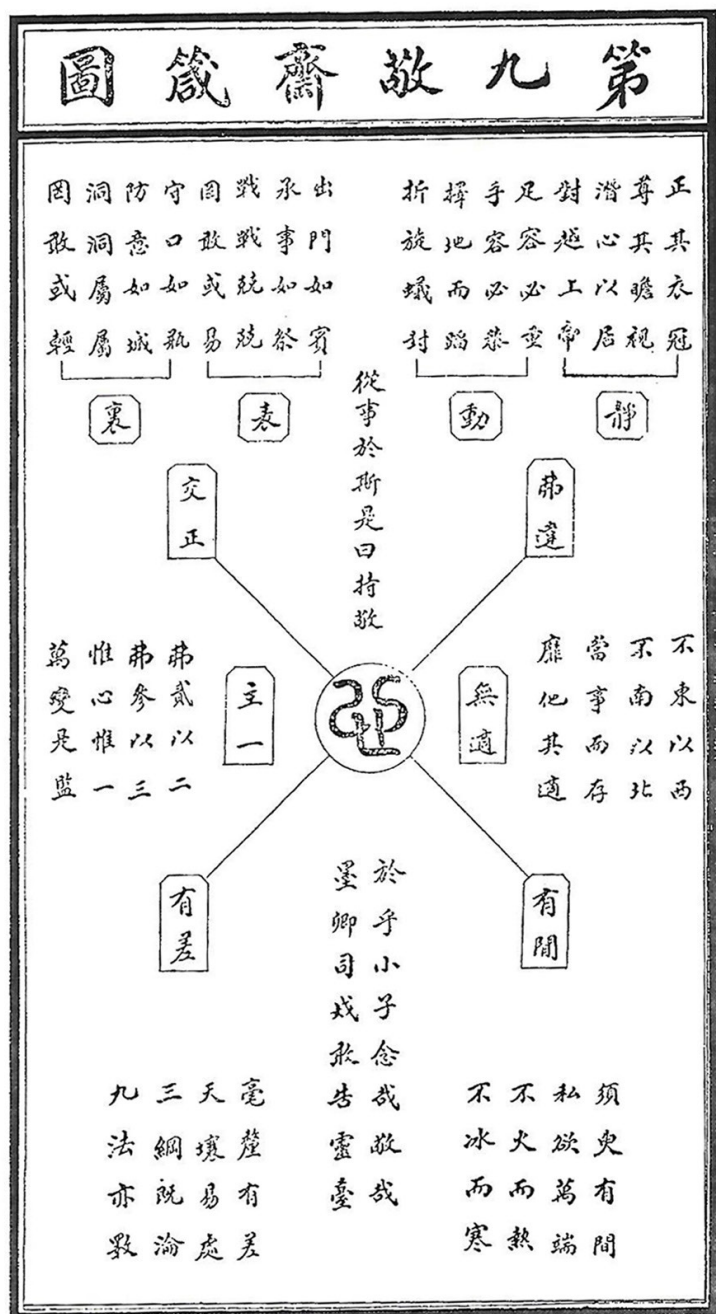 第九敬齋箴圖
正其衣冠
尊其瞻視
潛心以居
對越上帝
足容必重
手容必恭
擇地而蹈
折旋蟻封
出門如賓
承事如祭
戰戰兢兢
罔敢或易
守口如瓶
防意如城
洞洞屬屬
罔敢或輕
靜
動
表
裏
從事於斯是曰持敬
弗違
交正
不東以西
不南以北
當事而存
靡他其適
無適
心
主一
弗貳以二
弗參以三
惟心惟一
萬變是監
有間
有差
於乎小子念哉敬哉
墨卿司戒敢告靈臺
須臾有間
私欲萬端
不火而熱
不冰而寒
毫釐有差
天壤易處
三綱既淪
九法亦斁